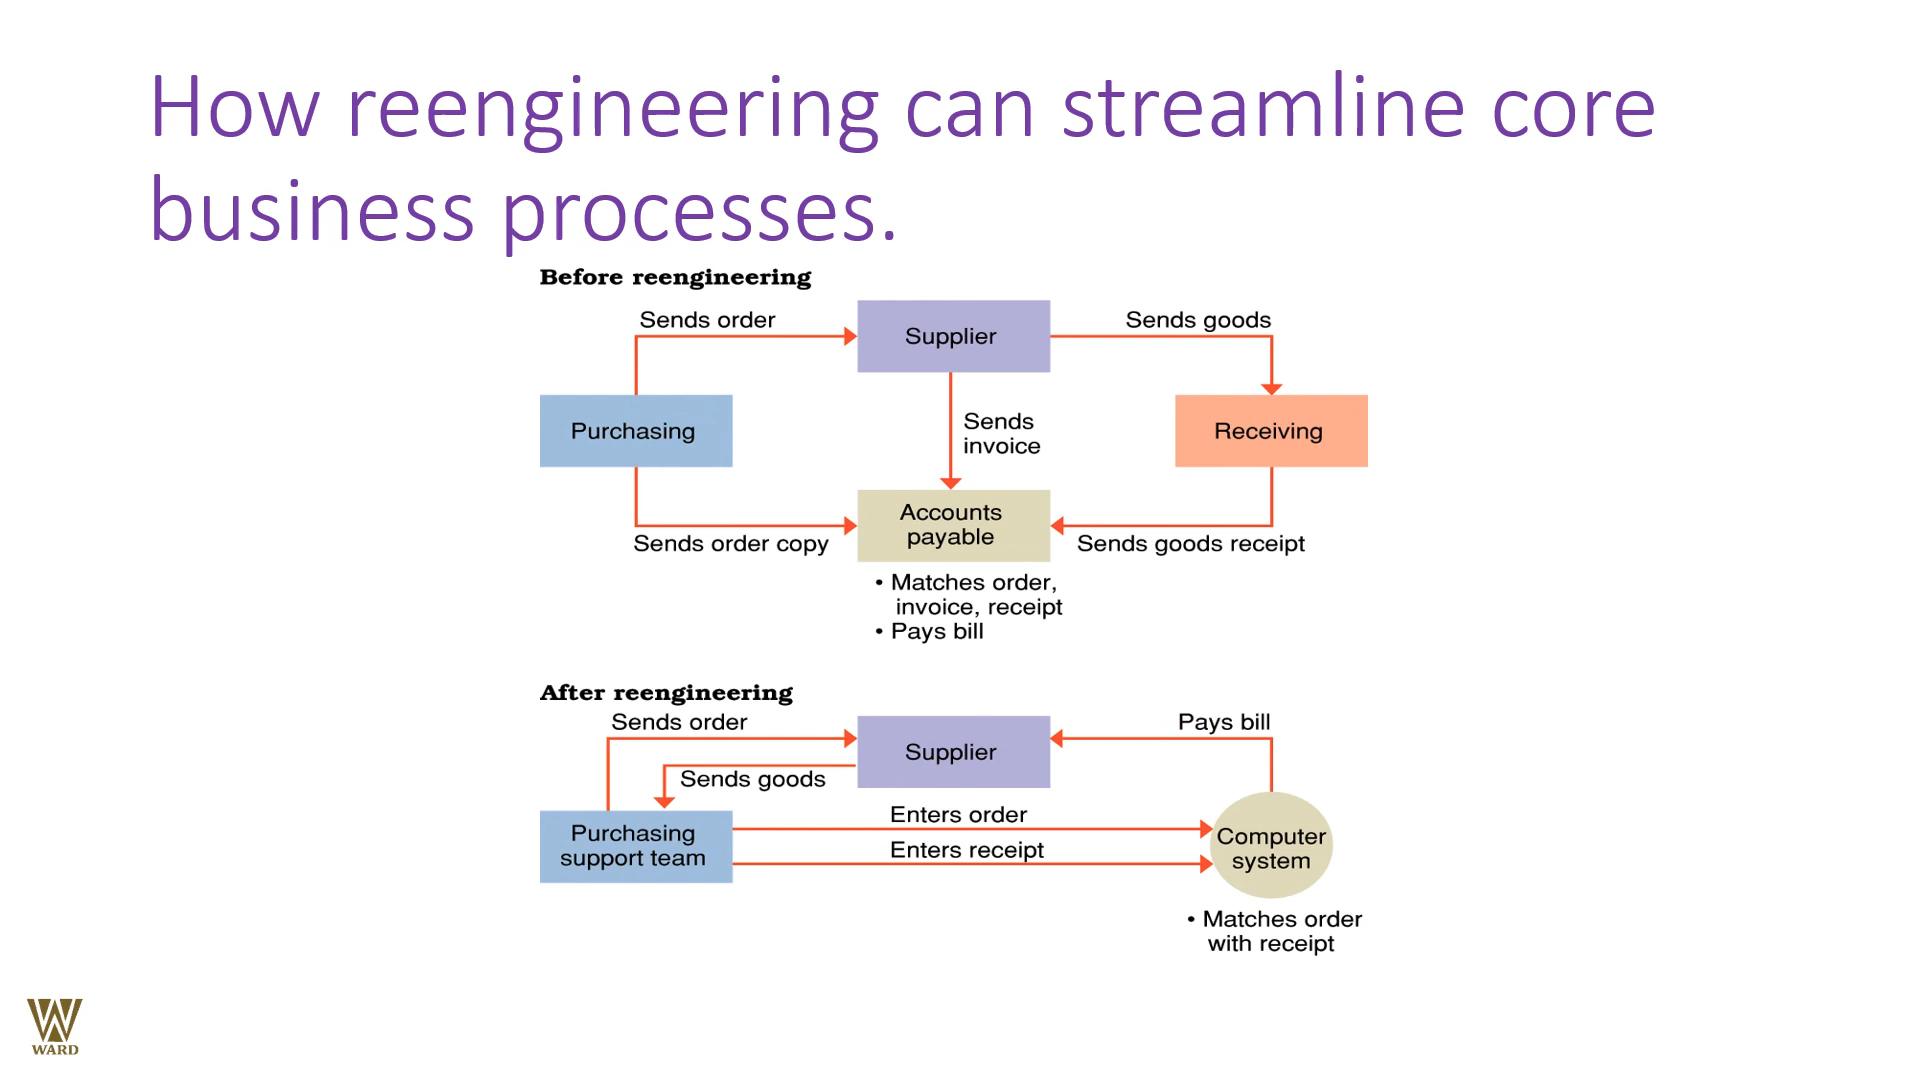 How reengineering can streamline core
business processes.
Before reengineering
Sends order
Supplier
Sends goods
Purchasing
Sends
invoice
Receiving
Accounts
payable
Sends order copy
Sends goods receipt
• Matches order,
invoice, receipt
• Pays bill
After reengineering
Sends order
Supplier
Pays bill
Sends goods
Purchasing
support team
Enters order
Enters receipt
Computer
system
• Matches order
with receipt
WARD